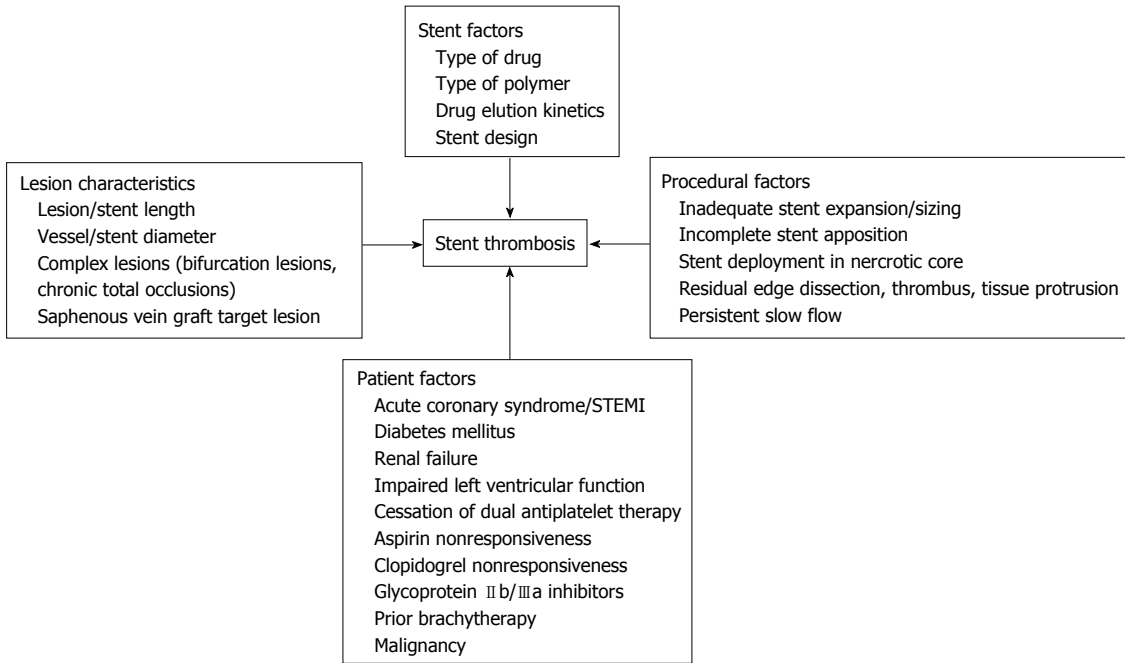 Stent factors
Type of drug
Type of polymer
Drug elution kinetics
Stent design
Lesion characteristics
Lesion/stent length
Vessel/stent diameter
Complex lesions (bifurcation lesions,
chronic total occlusions)
Saphenous vein graft target lesion
Stent thrombosis
Procedural factors
Inadequate stent expansion/sizing
Incomplete stent apposition
Stent deployment in nercrotic core
Residual edge dissection, thrombus, tissue protrusion
Persistent slow flow
Patient factors
Acute coronary syndrome/STEMI
Diabetes mellitus
Renal failure
Impaired left ventricular function
Cessation of dual antiplatelet therapy
Aspirin nonresponsiveness
Clopidogrel nonresponsiveness
Glycoprotein Ⅱb/Ⅲa inhibitors
Prior brachytherapy
Malignancy